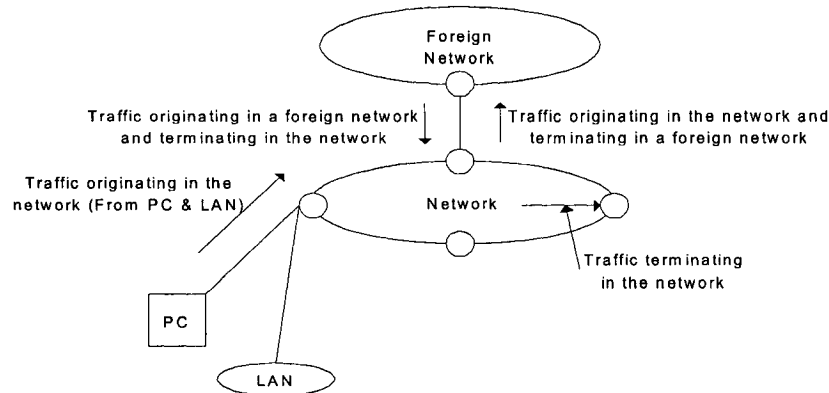 Foreign
Network
Traffic originating in a foreign network
and terminating in the network
Traffic originating in the network and
terminating in a foreign network
Traffic originating in the
network (From PC & LAN)
Network
Traffic terminating
in the network
PC
LAN